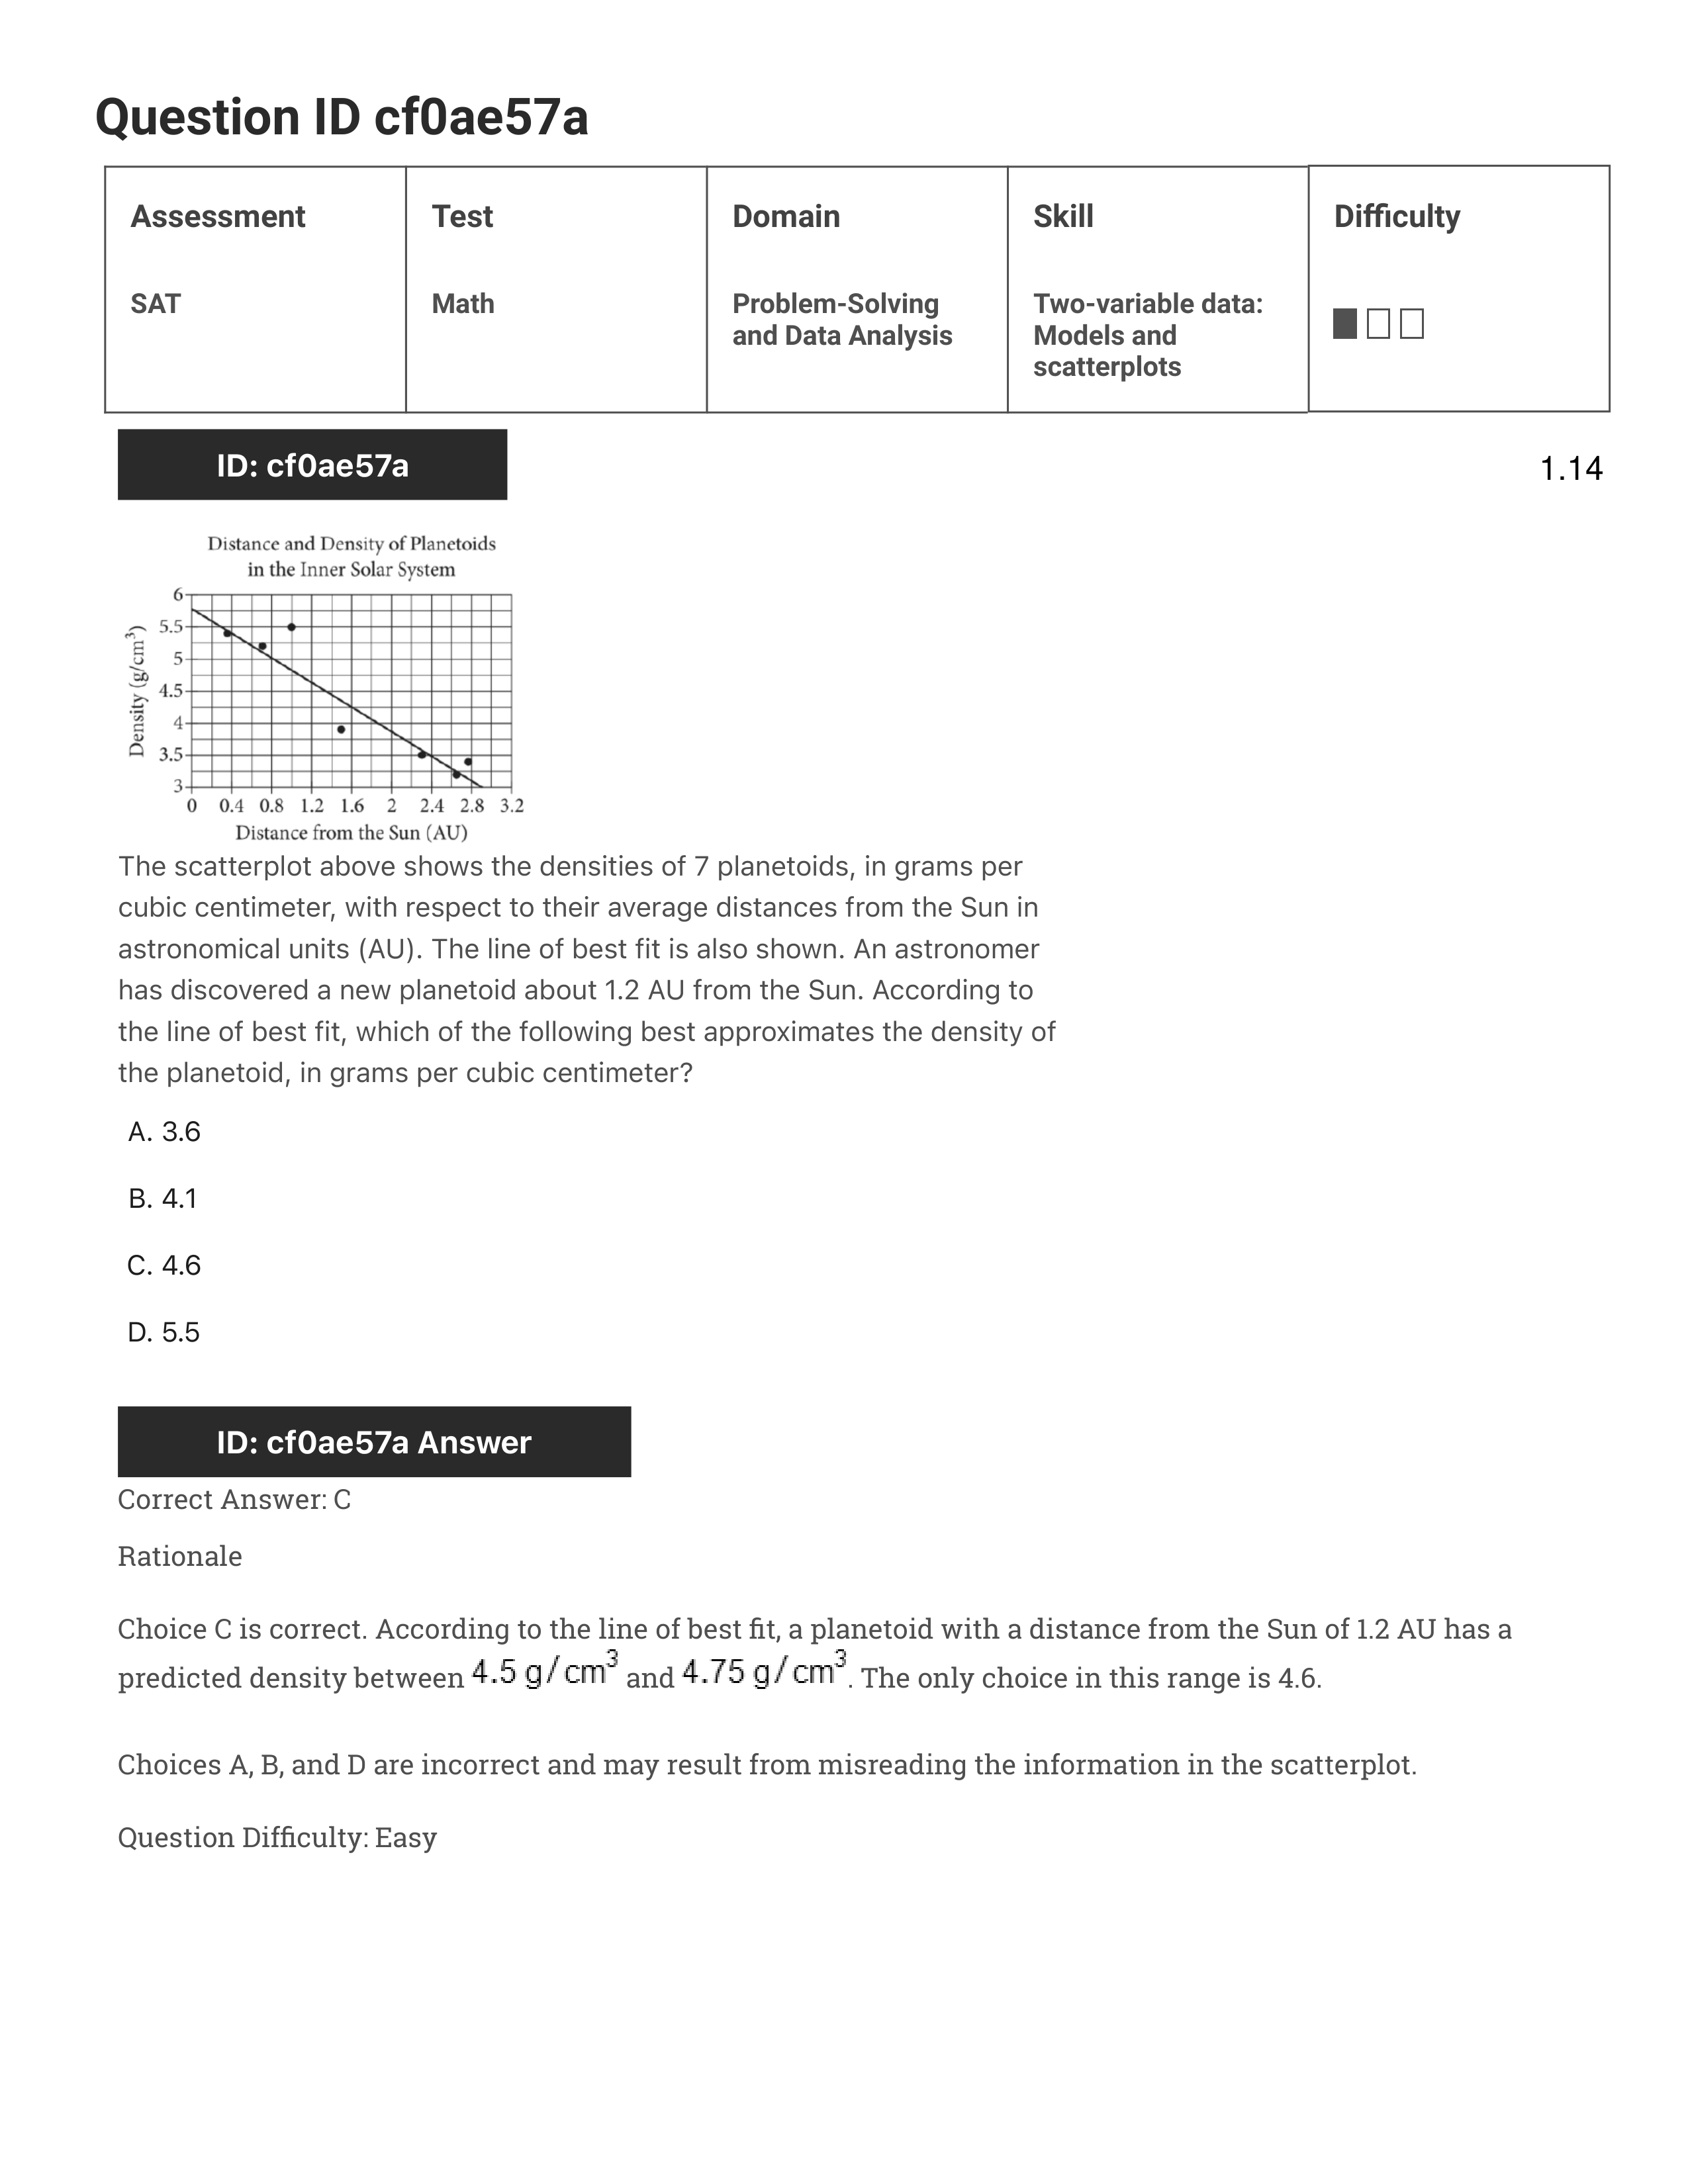 Question ID cf0ae57a
Assessment Test Domain Skill Difficulty
SAT Math Problem-Solving and Data Analysis Two-variable data: Models and scatterplots
ID: cf0ae57a
1.14
Distance and Density of Planetoids
in the Inner Solar System
Density (g/cm³)
6
5.5
5
4.5
4
3.5
3
0 0.4 0.8 1.2 1.6 2 2.4 2.8 3.2
Distance from the Sun (AU)
The scatterplot above shows the densities of 7 planetoids, in grams per
cubic centimeter, with respect to their average distances from the Sun in
astronomical units (AU). The line of best fit is also shown. An astronomer
has discovered a new planetoid about 1.2 AU from the Sun. According to
the line of best fit, which of the following best approximates the density of
the planetoid, in grams per cubic centimeter?
A. 3.6
B. 4.1
C. 4.6
D. 5.5
ID: cf0ae57a Answer
Correct Answer: C
Rationale
Choice C is correct. According to the line of best fit, a planetoid with a distance from the Sun of 1.2 AU has a
predicted density between 4.5 g/cm³ and 4.75 g/cm³. The only choice in this range is 4.6.
Choices A, B, and D are incorrect and may result from misreading the information in the scatterplot.
Question Difficulty: Easy